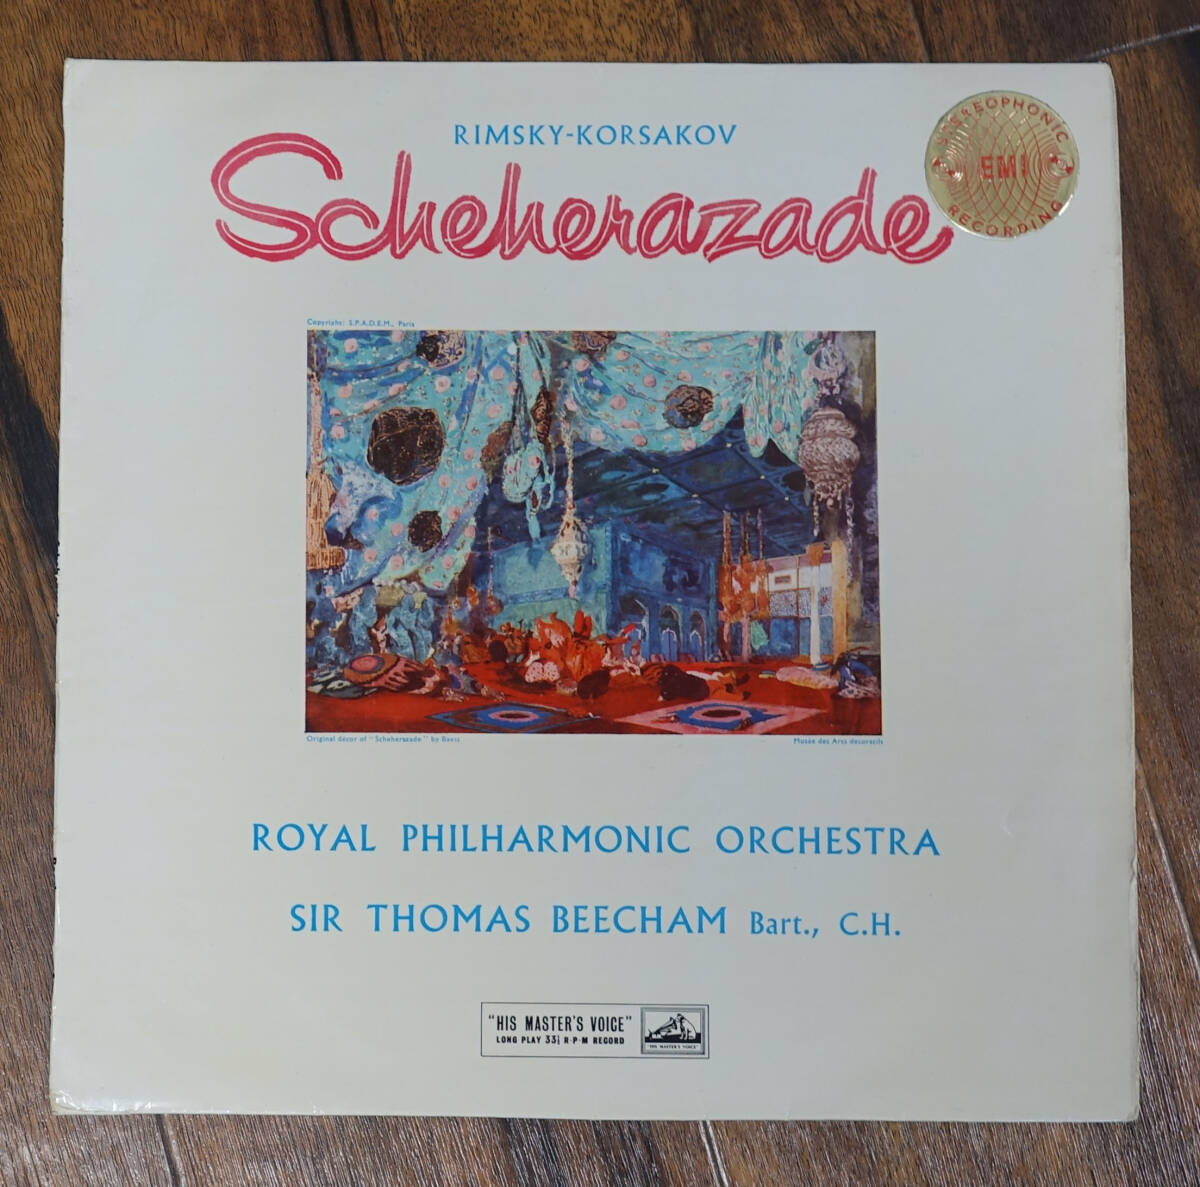 RIMSKY-KORSAKOV
Scheherazade
STEREOPHONIC
EMI
RECORDING
Copyright: S.P.A.D.E.M., Paris
Original décor of "Scheherazade" by Bakst
Musée des Arts decoratifs
ROYAL PHILHARMONIC ORCHESTRA
SIR THOMAS BEECHAM Bart., C.H.
"HIS MASTER'S VOICE"
LONG PLAY 33⅓ R·P·M RECORD
"HIS MASTER'S VOICE"